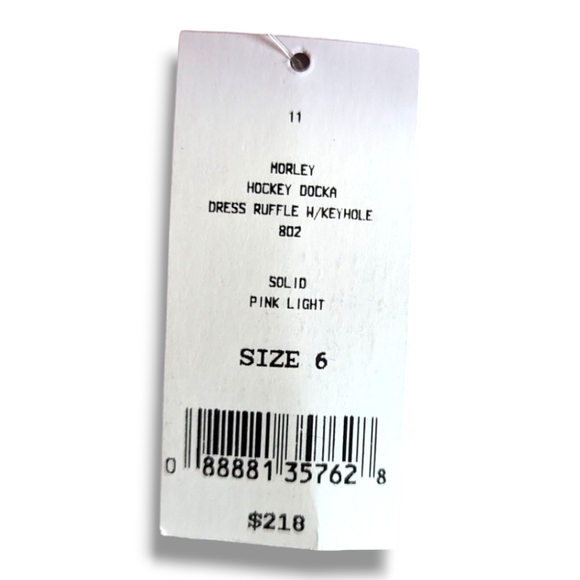 11
MORLEY
HOCKEY DOCKA
DRESS RUFFLE W/KEYHOLE
802
SOLID
PINK LIGHT
SIZE 6
0 88881 35762 8
$218